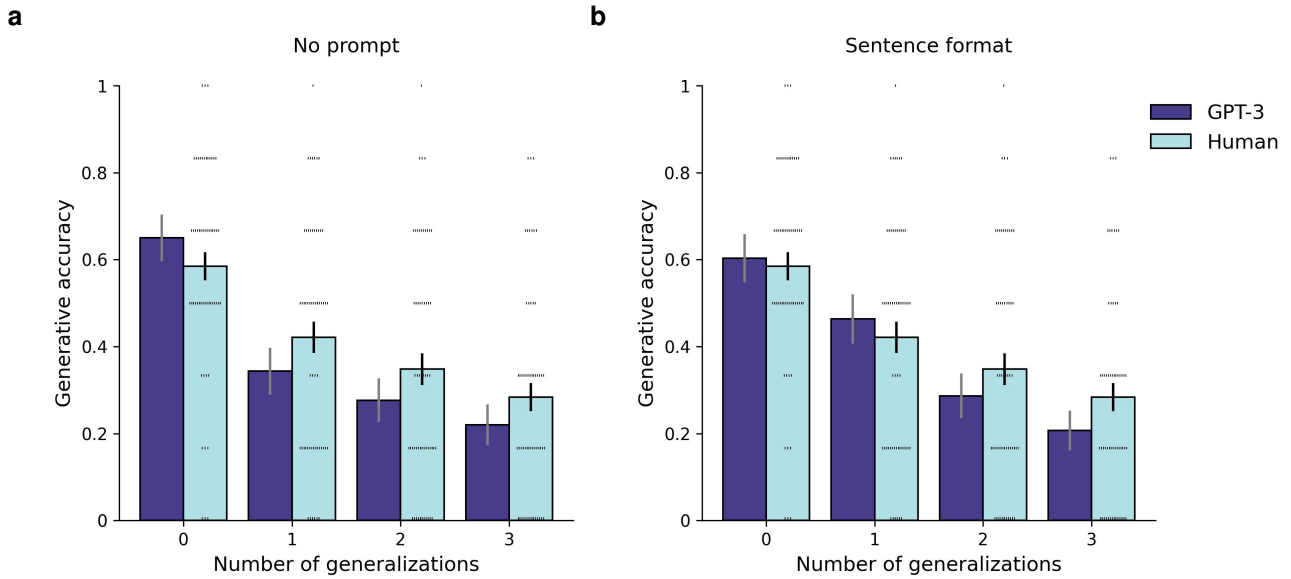 a
No prompt
1
0.8
0.6
0.4
0.2
0
Generative accuracy
0 1 2 3
Number of generalizations
b
Sentence format
1
0.8
0.6
0.4
0.2
0
Generative accuracy
0 1 2 3
Number of generalizations
GPT-3
Human